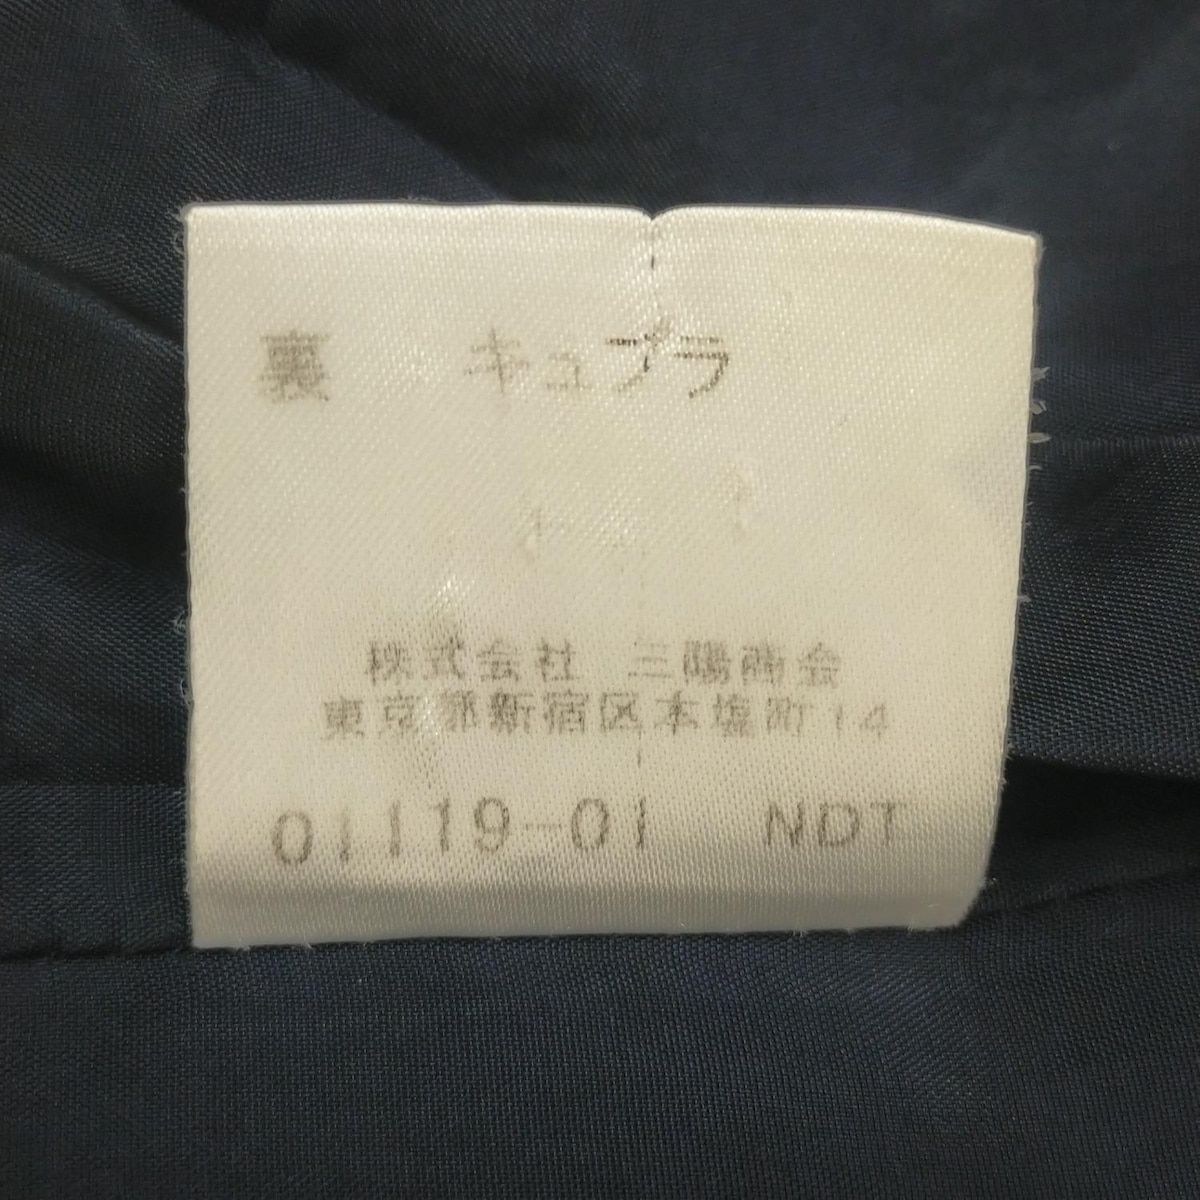 裏 キュプラ
株式会社 三陽商会
東京都新宿区本塩町14
01119-01 NDT